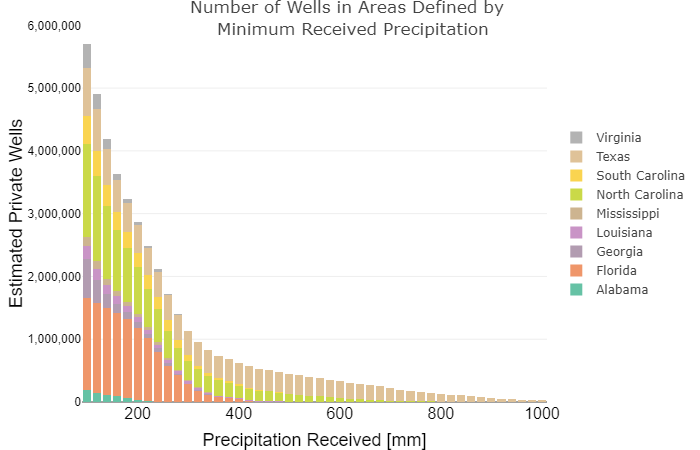 Number of Wells in Areas Defined by
Minimum Received Precipitation
6,000,000
5,000,000
4,000,000
3,000,000
2,000,000
1,000,000
0
Estimated Private Wells
200
400
600
800
1000
Precipitation Received [mm]
Virginia
Texas
South Carolina
North Carolina
Mississippi
Louisiana
Georgia
Florida
Alabama